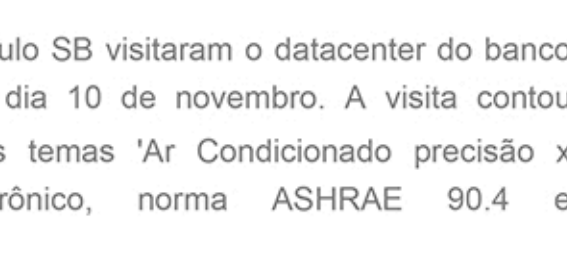 ulo SB visitaram o datacenter do banco
dia 10 de novembro. A visita contou
s temas 'Ar Condicionado precisão x
rônico, norma ASHRAE 90.4 e